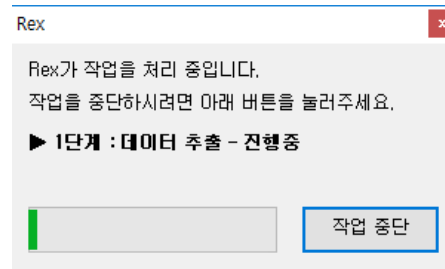 Rex
Rex가 작업을 처리 중입니다.
작업을 중단하시려면 아래 버튼을 눌러주세요.
▶ 1단계 : 데이터 추출 - 진행중
작업 중단